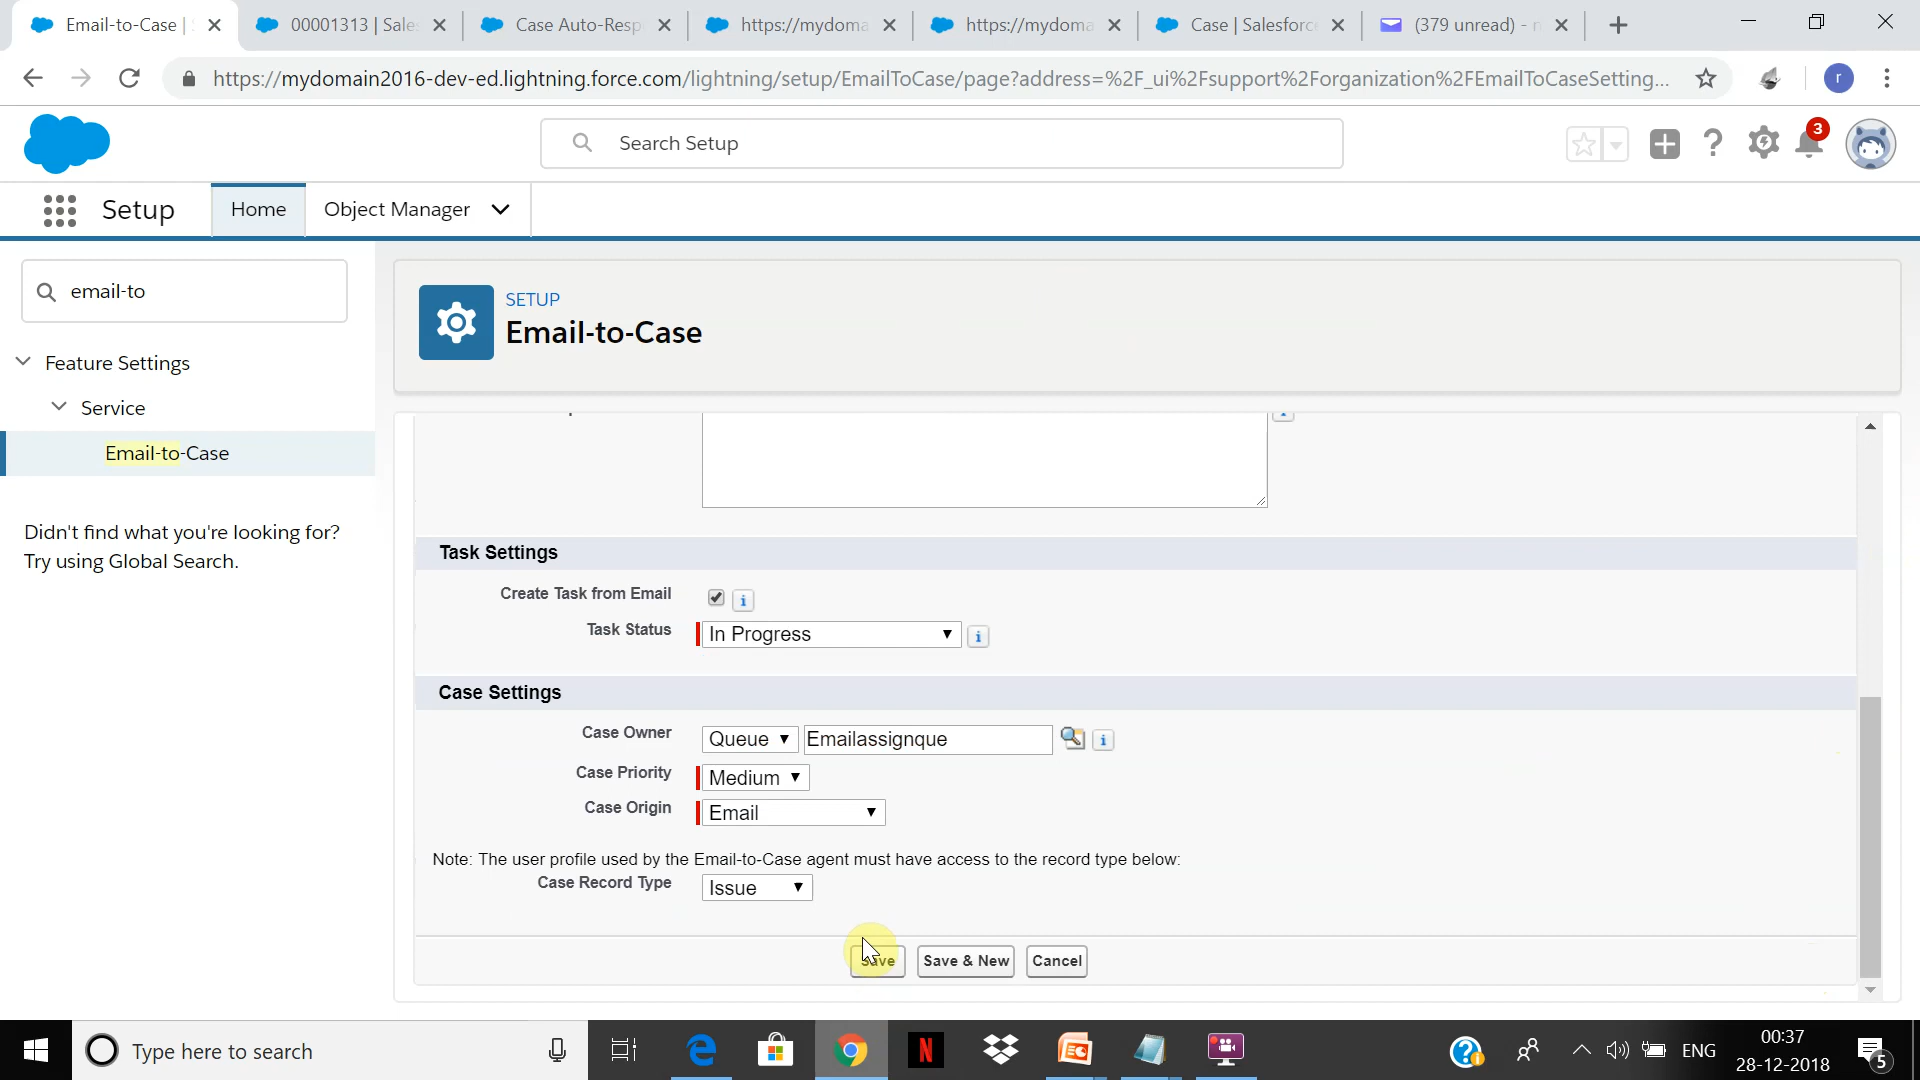 Email-to-Case |
00001313 | Sale
Case Auto-Resp
https://mydoma
https://mydoma
Case | Salesforc
(379 unread) - n
https://mydomain2016-dev-ed.lightning.force.com/lightning/setup/EmailToCase/page?address=%2F_ui%2Fsupport%2Forganization%2FEmailToCaseSetting...
r
Search Setup
3
Setup
Home
Object Manager
email-to
Feature Settings
Service
Email-to-Case
Didn't find what you're looking for?
Try using Global Search.
SETUP
Email-to-Case
Task Settings
Create Task from Email
Task Status
In Progress
Case Settings
Case Owner
Queue
Emailassignque
Case Priority
Medium
Case Origin
Email
Note: The user profile used by the Email-to-Case agent must have access to the record type below:
Case Record Type
Issue
Save
Save & New
Cancel
Type here to search
ENG
00:37
28-12-2018
5